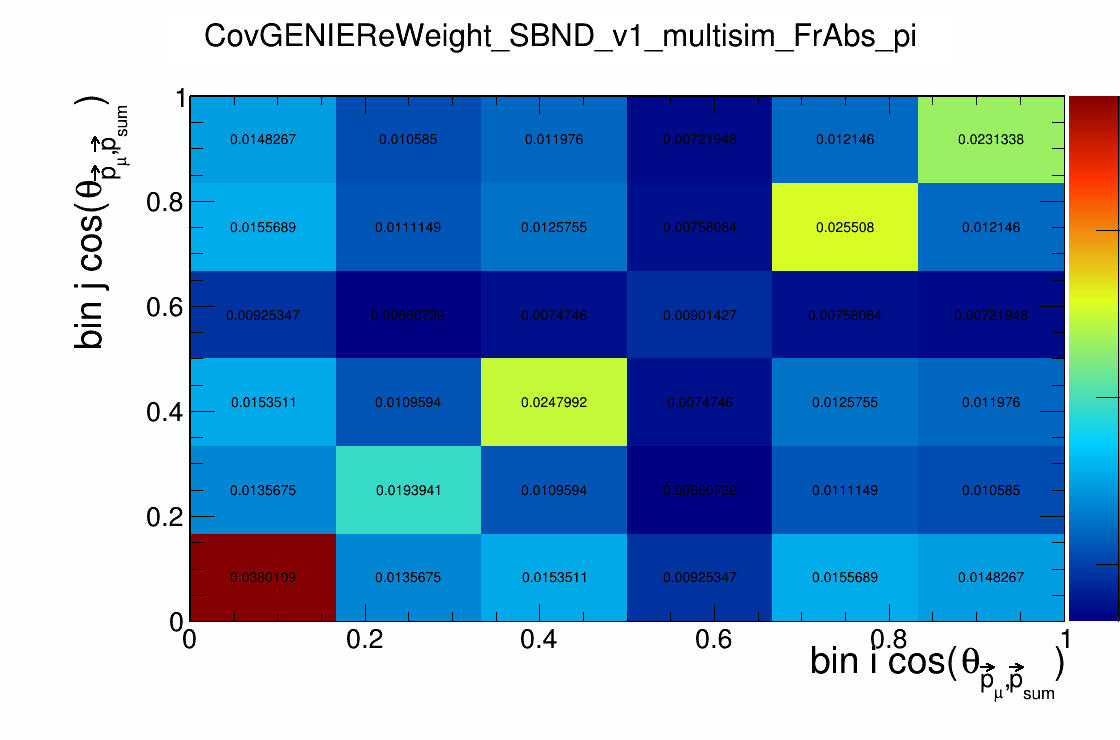 CovGENIEReWeight_SBND_v1_multisim_FrAbs_pi
bin j cos(θ p⃗μ,p⃗sum)
1
0.8
0.6
0.4
0.2
0
0.0148267 0.010585 0.011976 0.00721948 0.012146 0.0231338
0.0155689 0.0111149 0.0125755 0.00758084 0.025508 0.012146
0.00925347 0.0074746 0.00901427 0.00758084 0.00721948
0.0153511 0.0109594 0.0247992 0.0074746 0.0125755 0.011976
0.0135675 0.0193941 0.0109594 0.0111149 0.010585
0.0380109 0.0135675 0.0153511 0.00925347 0.0155689 0.0148267
0 0.2 0.4 0.6 0.8 1
bin i cos(θ p⃗μ,p⃗sum)